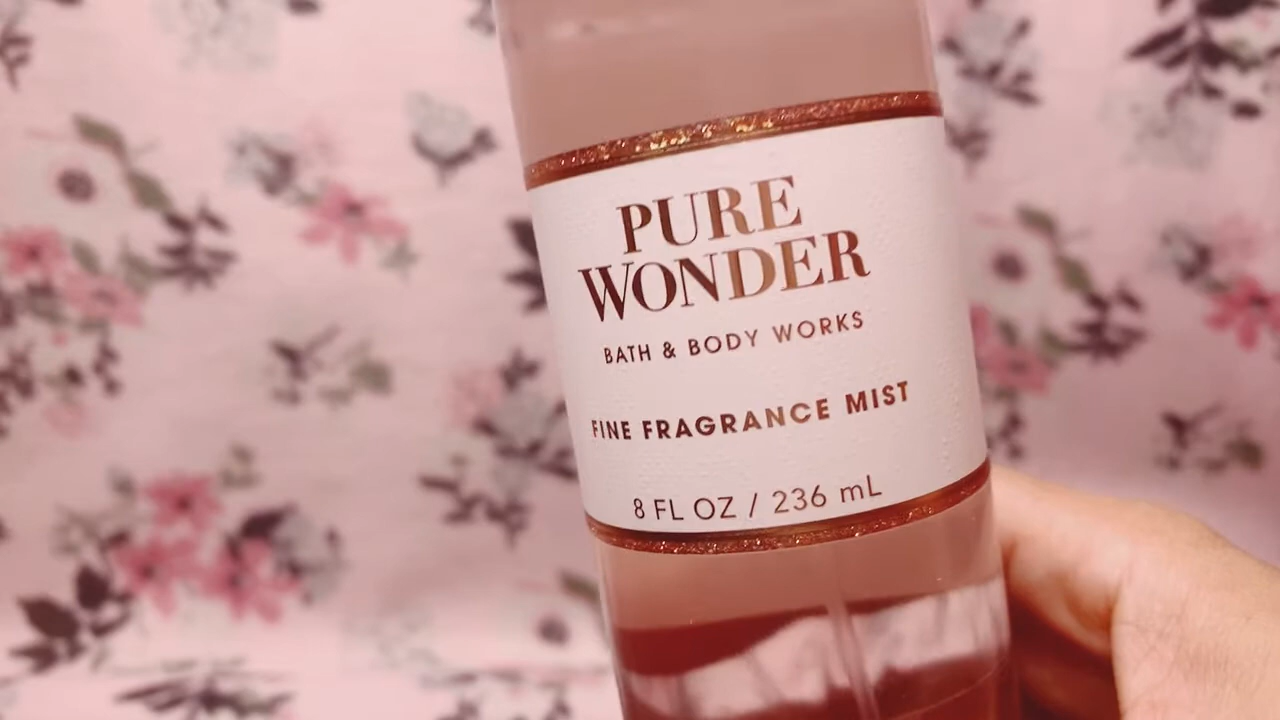 PURE
WONDER
BATH & BODY WORKS
FINE FRAGRANCE MIST
8 FL OZ / 236 mL